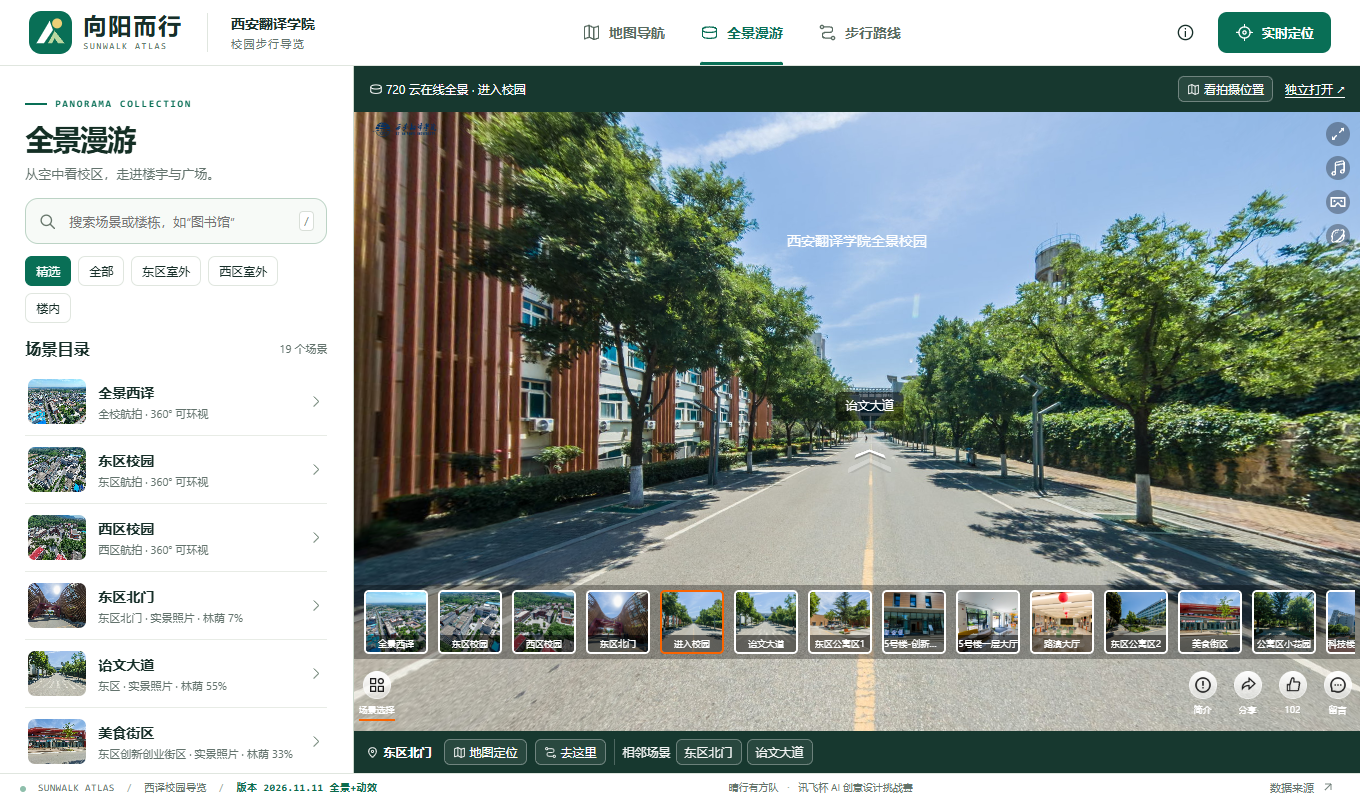 向阳而行
SUNWALK ATLAS
西安翻译学院
校园步行导览
地图导航
全景漫游
步行路线
实时定位
PANORAMA COLLECTION
全景漫游
从空中看校区，走进楼宇与广场。
搜索场景或楼栋，如“图书馆” /
精选
全部
东区室外
西区室外
楼内
场景目录
19 个场景
全景西译
全校航拍 · 360° 可环视
东区校园
东区航拍 · 360° 可环视
西区校园
西区航拍 · 360° 可环视
东区北门
东区北门 · 实景照片 · 林荫 7%
诒文大道
东区 · 实景照片 · 林荫 55%
美食街区
东区创新创业街区 · 实景照片 · 林荫 33%
720 云在线全景 · 进入校园
看拍摄位置
独立打开 ↗
西安翻译学院全景校园
诒文大道
全景西译
东区校园
西区校园
东区北门
进入校园
诒文大道
东区公寓区1
5号楼-创新...
5号楼一层大厅
路演大厅
东区公寓区2
美食街区
公寓区小花园
科技楼
场景选择
简介
分享
102
留言
东区北门
地图定位
去这里
相邻场景
东区北门
诒文大道
SUNWALK ATLAS / 西译校园导览 / 版本 2026.11.11 全景+动效
晴行有方队 · 讯飞杯 AI 创意设计挑战赛
数据来源 ↗